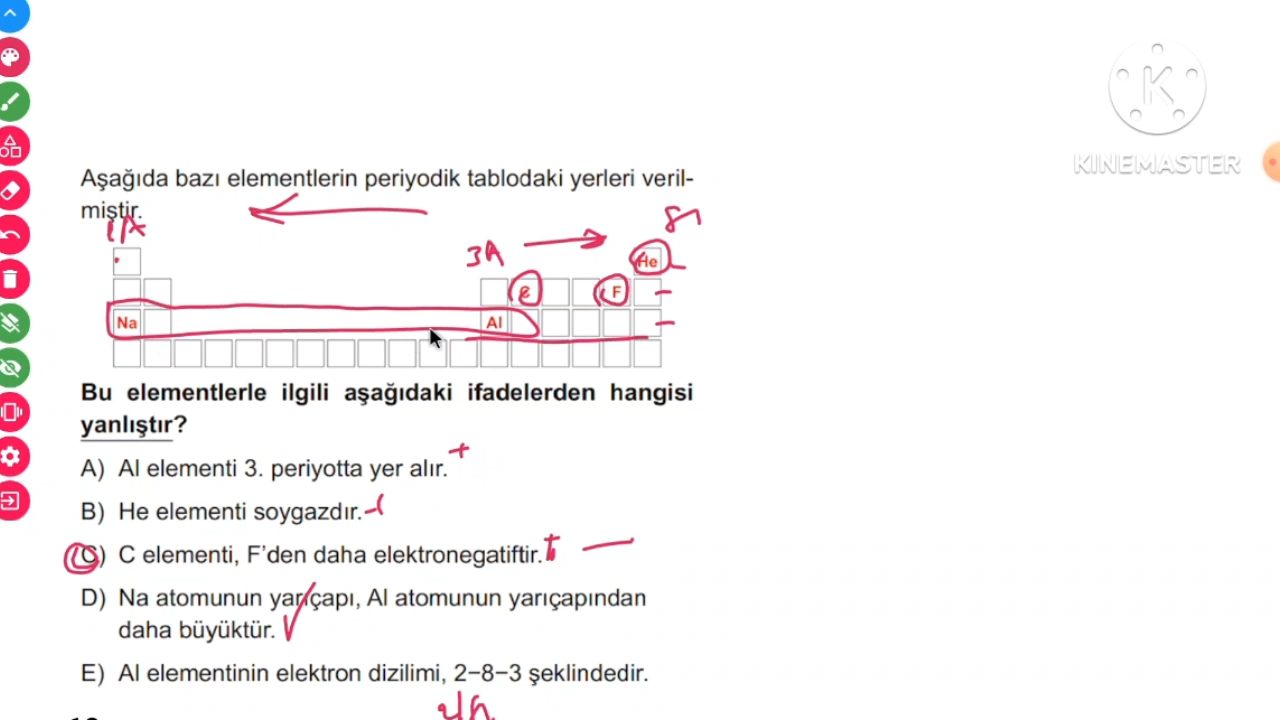 KINEMASTER
Aşağıda bazı elementlerin periyodik tablodaki yerleri veril-
miştir.
1A
8A
3A
He
C F
Na Al
Bu elementlerle ilgili aşağıdaki ifadelerden hangisi
yanlıştır?
A) Al elementi 3. periyotta yer alır.
B) He elementi soygazdır.
C) C elementi, F'den daha elektronegatiftir.
D) Na atomunun yarıçapı, Al atomunun yarıçapından
daha büyüktür.
E) Al elementinin elektron dizilimi, 2−8−3 şeklindedir.